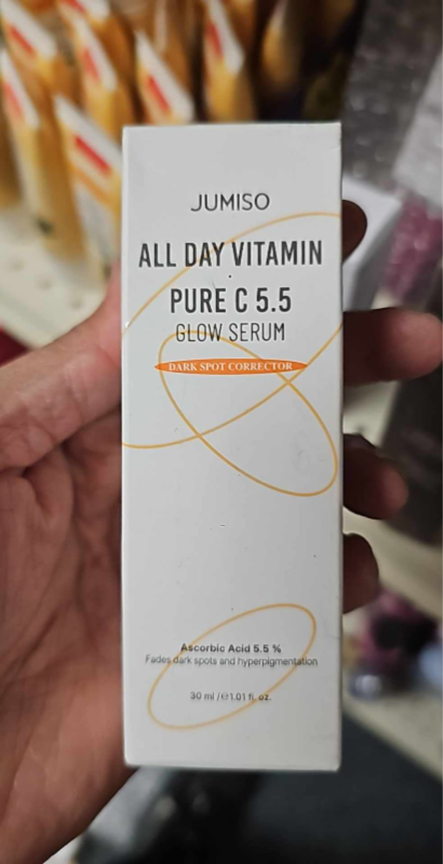 JUMISO
ALL DAY VITAMIN
PURE C 5.5
GLOW SERUM
DARK SPOT CORRECTOR
Ascorbic Acid 5.5 %
Fades dark spots and hyperpigmentation
30 ml / ℮1.01 fl. oz.